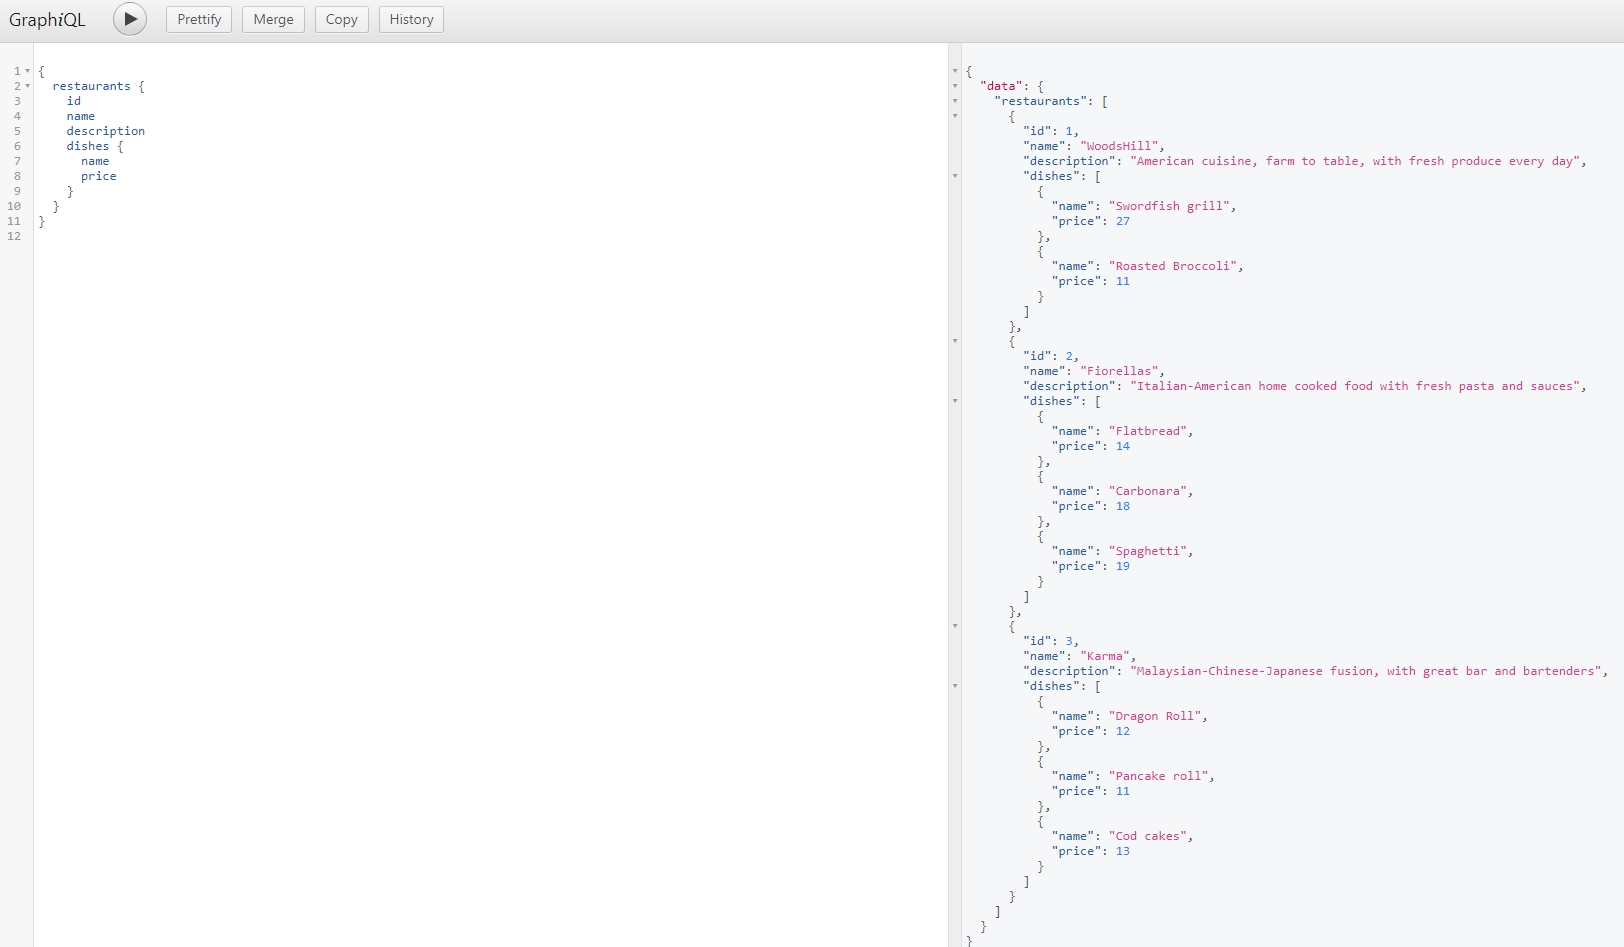 GraphiQL Prettify Merge Copy History
1 {
2   restaurants {
3     id
4     name
5     description
6     dishes {
7       name
8       price
9     }
10   }
11 }
12
{
  "data": {
    "restaurants": [
      {
        "id": 1,
        "name": "WoodsHill",
        "description": "American cuisine, farm to table, with fresh produce every day",
        "dishes": [
          {
            "name": "Swordfish grill",
            "price": 27
          },
          {
            "name": "Roasted Broccoli",
            "price": 11
          }
        ]
      },
      {
        "id": 2,
        "name": "Fiorellas",
        "description": "Italian-American home cooked food with fresh pasta and sauces",
        "dishes": [
          {
            "name": "Flatbread",
            "price": 14
          },
          {
            "name": "Carbonara",
            "price": 18
          },
          {
            "name": "Spaghetti",
            "price": 19
          }
        ]
      },
      {
        "id": 3,
        "name": "Karma",
        "description": "Malaysian-Chinese-Japanese fusion, with great bar and bartenders",
        "dishes": [
          {
            "name": "Dragon Roll",
            "price": 12
          },
          {
            "name": "Pancake roll",
            "price": 11
          },
          {
            "name": "Cod cakes",
            "price": 13
          }
        ]
      }
    ]
  }
}